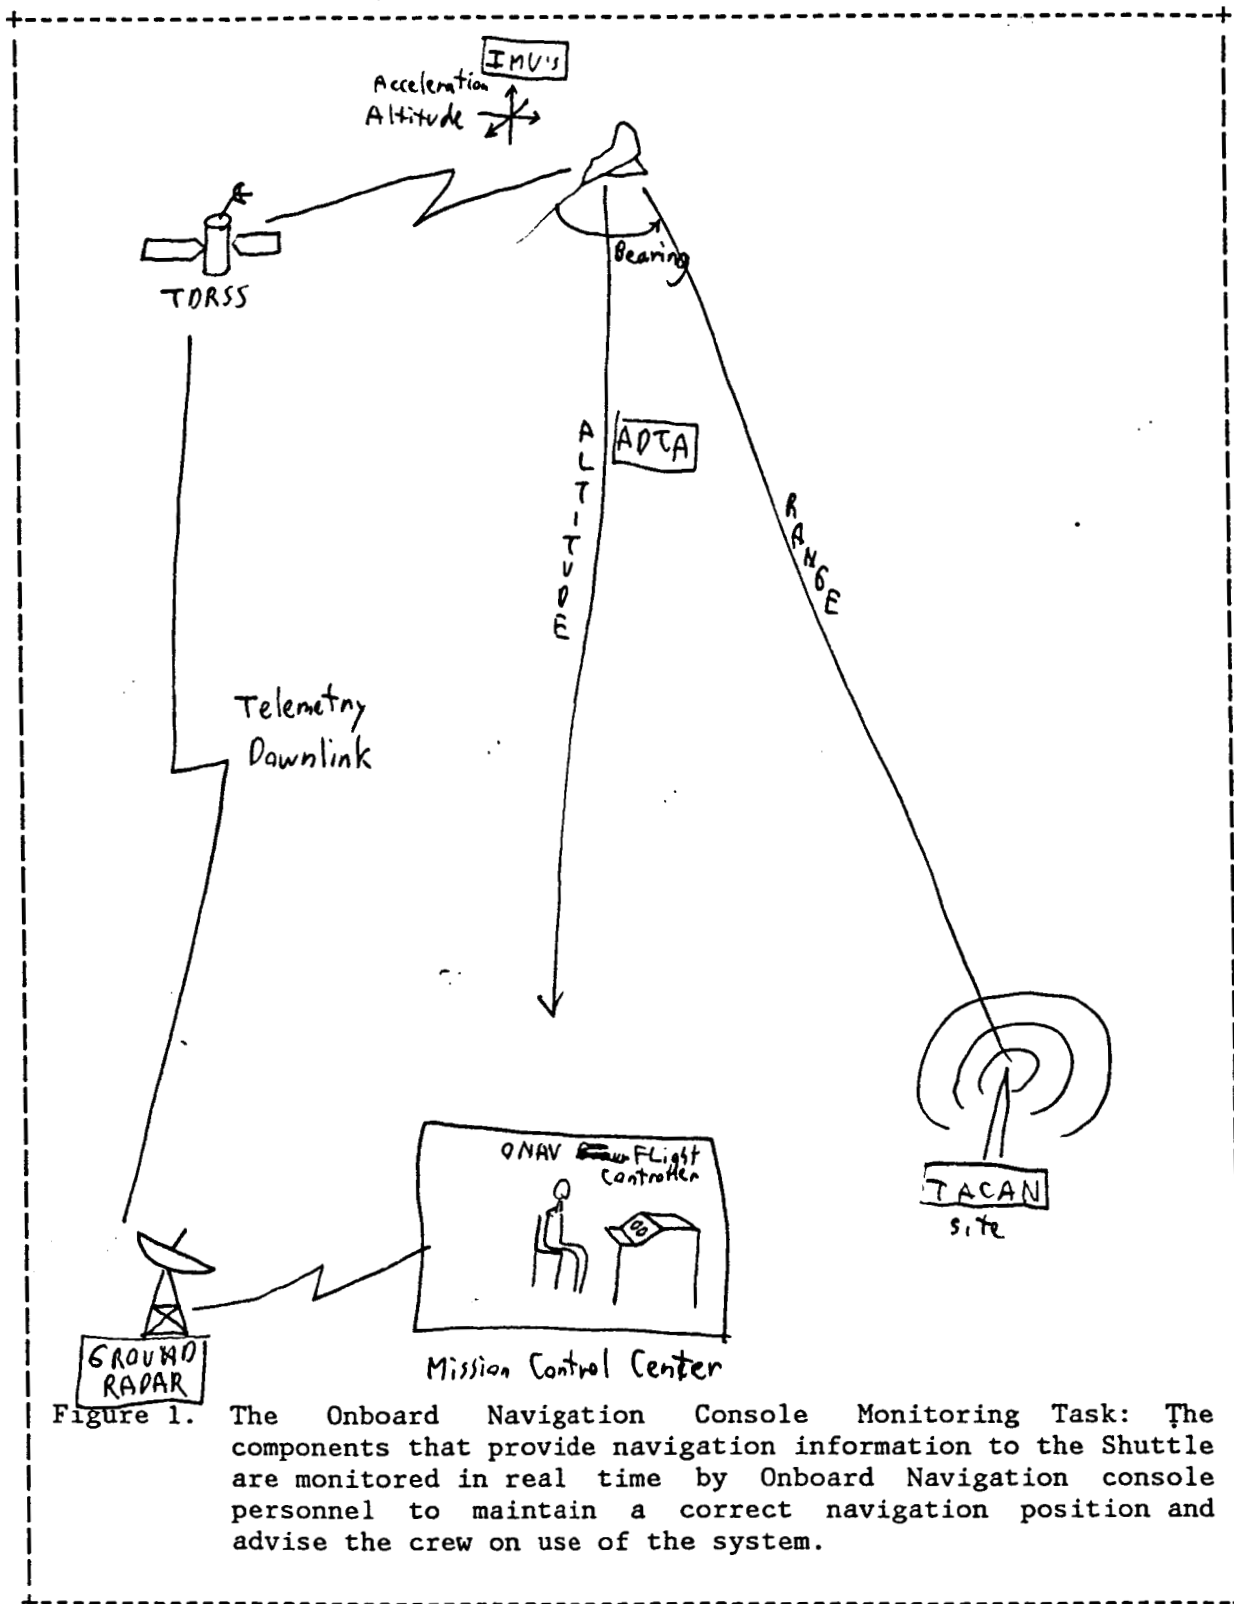 IMU's
Acceleration
Altitude
Bearing
TDRSS
ADTA
ALTITUDE
RANGE
Telemetry
Downlink
ONAV FLight
Controller
TACAN
site
GROUND
RADAR
Mission Control Center
Figure 1. The Onboard Navigation Console Monitoring Task: The
components that provide navigation information to the Shuttle
are monitored in real time by Onboard Navigation console
personnel to maintain a correct navigation position and
advise the crew on use of the system.